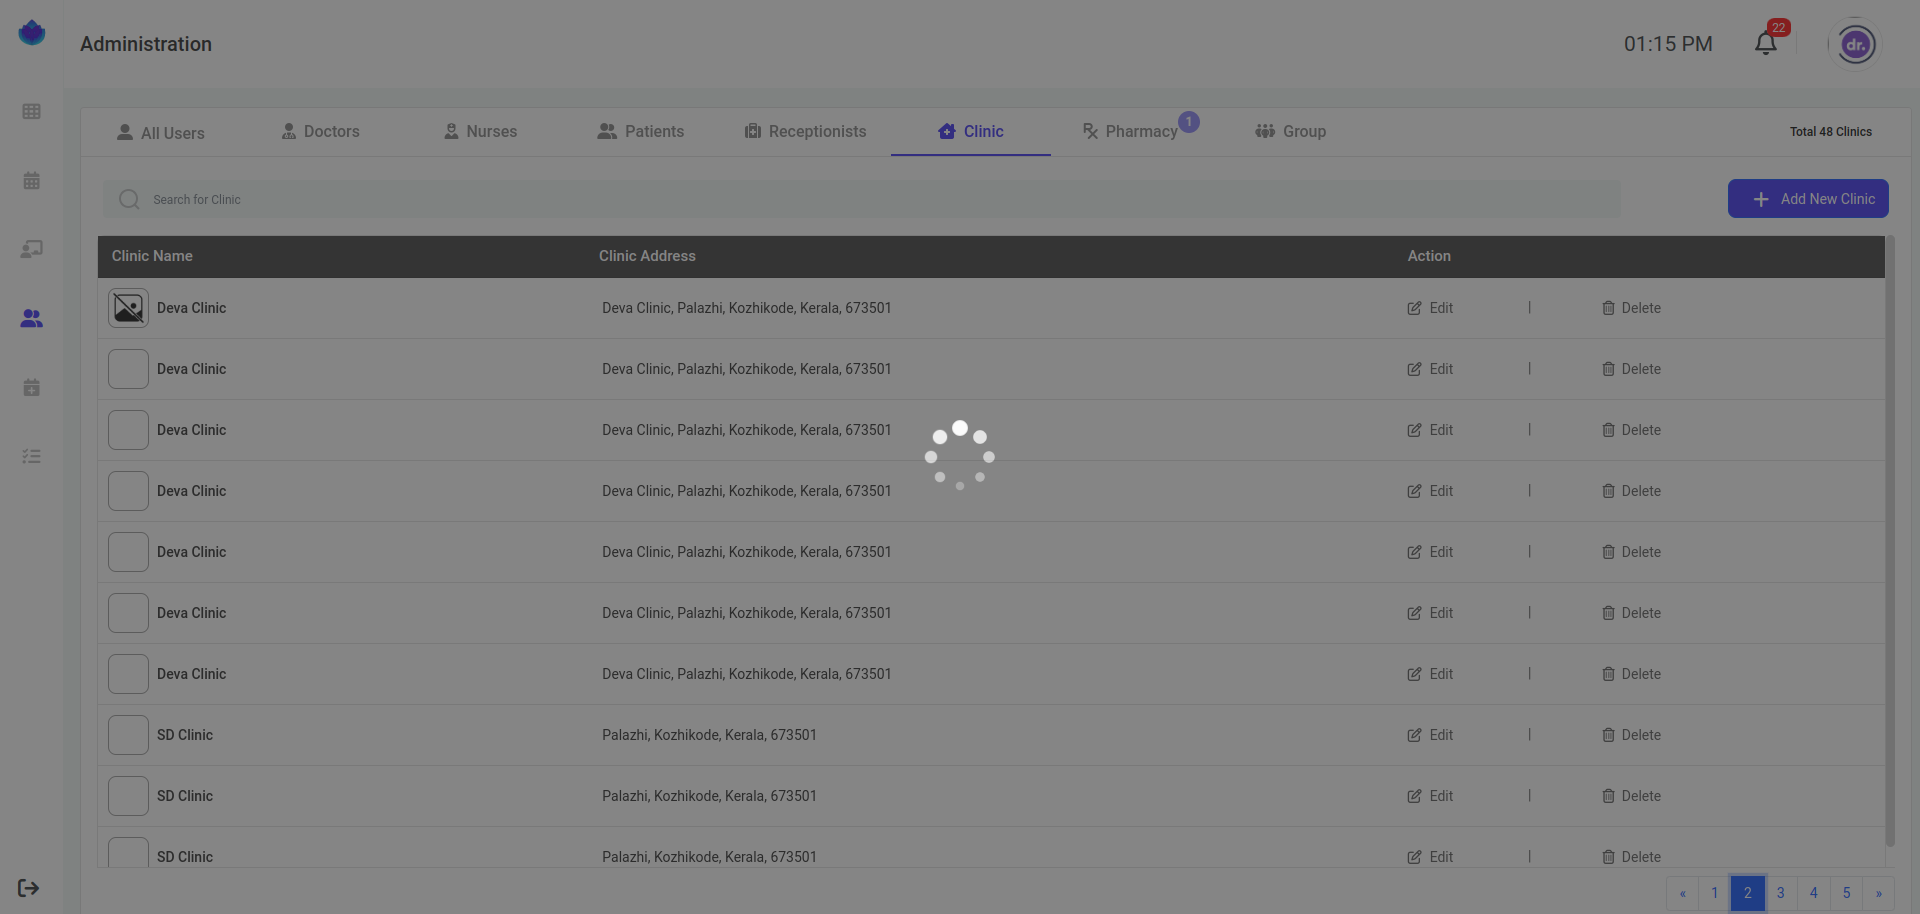 Administration
01:15 PM
22
dr.
All Users
Doctors
Nurses
Patients
Receptionists
Clinic
Pharmacy
1
Group
Total 48 Clinics
Search for Clinic
Add New Clinic
Clinic Name Clinic Address Action
Deva Clinic Deva Clinic, Palazhi, Kozhikode, Kerala, 673501 Edit | Delete
Deva Clinic Deva Clinic, Palazhi, Kozhikode, Kerala, 673501 Edit | Delete
Deva Clinic Deva Clinic, Palazhi, Kozhikode, Kerala, 673501 Edit | Delete
Deva Clinic Deva Clinic, Palazhi, Kozhikode, Kerala, 673501 Edit | Delete
Deva Clinic Deva Clinic, Palazhi, Kozhikode, Kerala, 673501 Edit | Delete
Deva Clinic Deva Clinic, Palazhi, Kozhikode, Kerala, 673501 Edit | Delete
Deva Clinic Deva Clinic, Palazhi, Kozhikode, Kerala, 673501 Edit | Delete
SD Clinic Palazhi, Kozhikode, Kerala, 673501 Edit | Delete
SD Clinic Palazhi, Kozhikode, Kerala, 673501 Edit | Delete
SD Clinic Palazhi, Kozhikode, Kerala, 673501 Edit | Delete
« 1 2 3 4 5 »